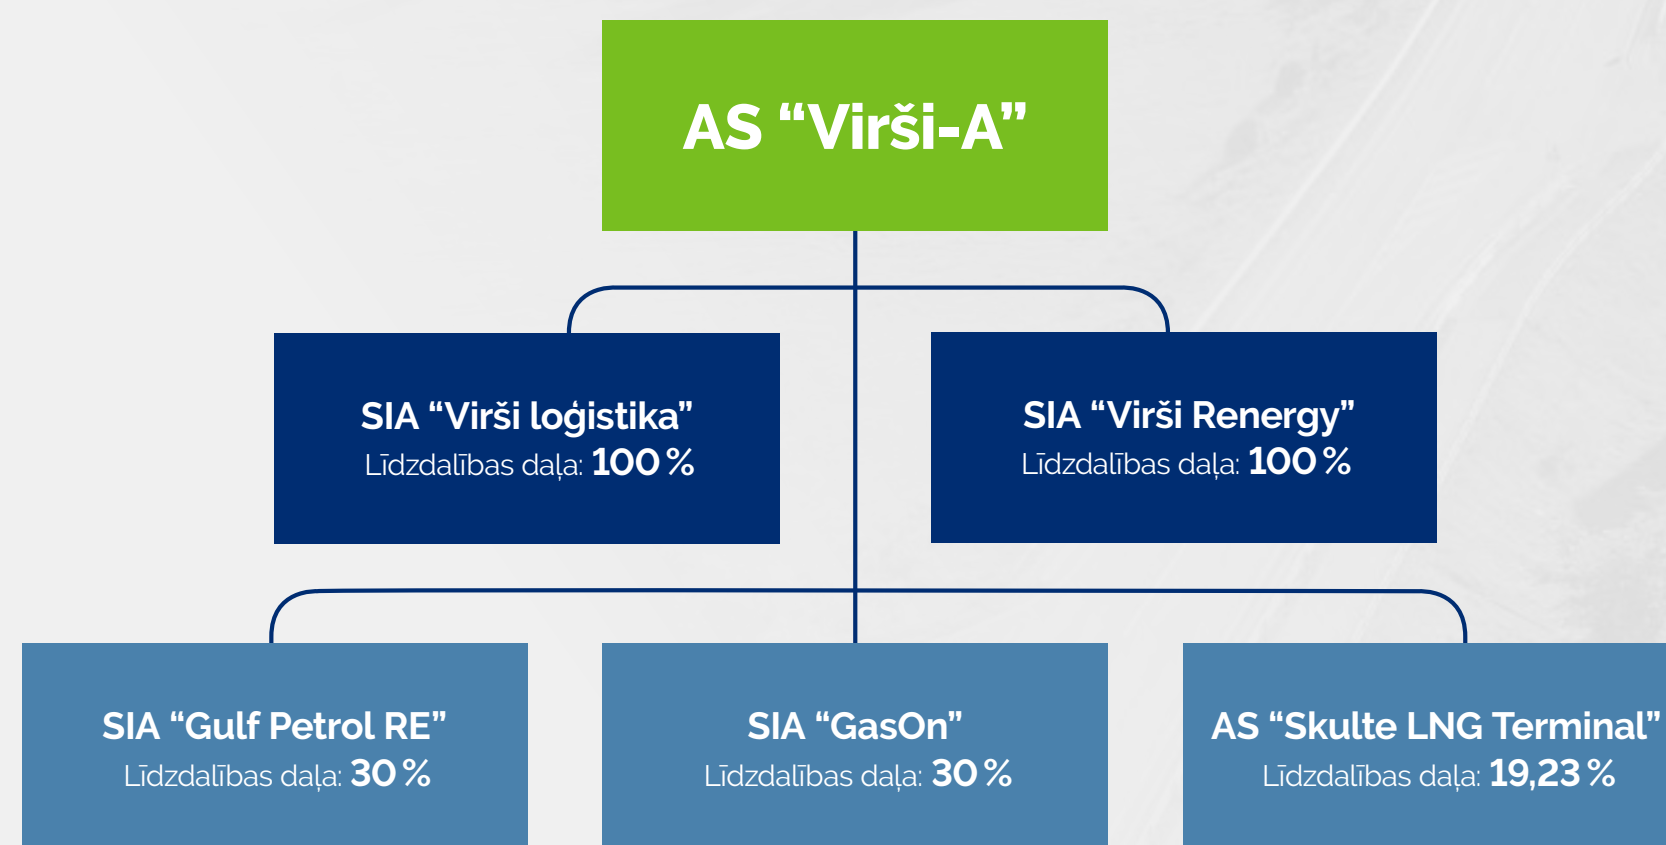 AS “Virši-A”
SIA “Virši loģistika”
Līdzdalības daļa: 100 %
SIA “Virši Renergy”
Līdzdalības daļa: 100 %
SIA “Gulf Petrol RE”
Līdzdalības daļa: 30 %
SIA “GasOn”
Līdzdalības daļa: 30 %
AS “Skulte LNG Terminal”
Līdzdalības daļa: 19,23 %